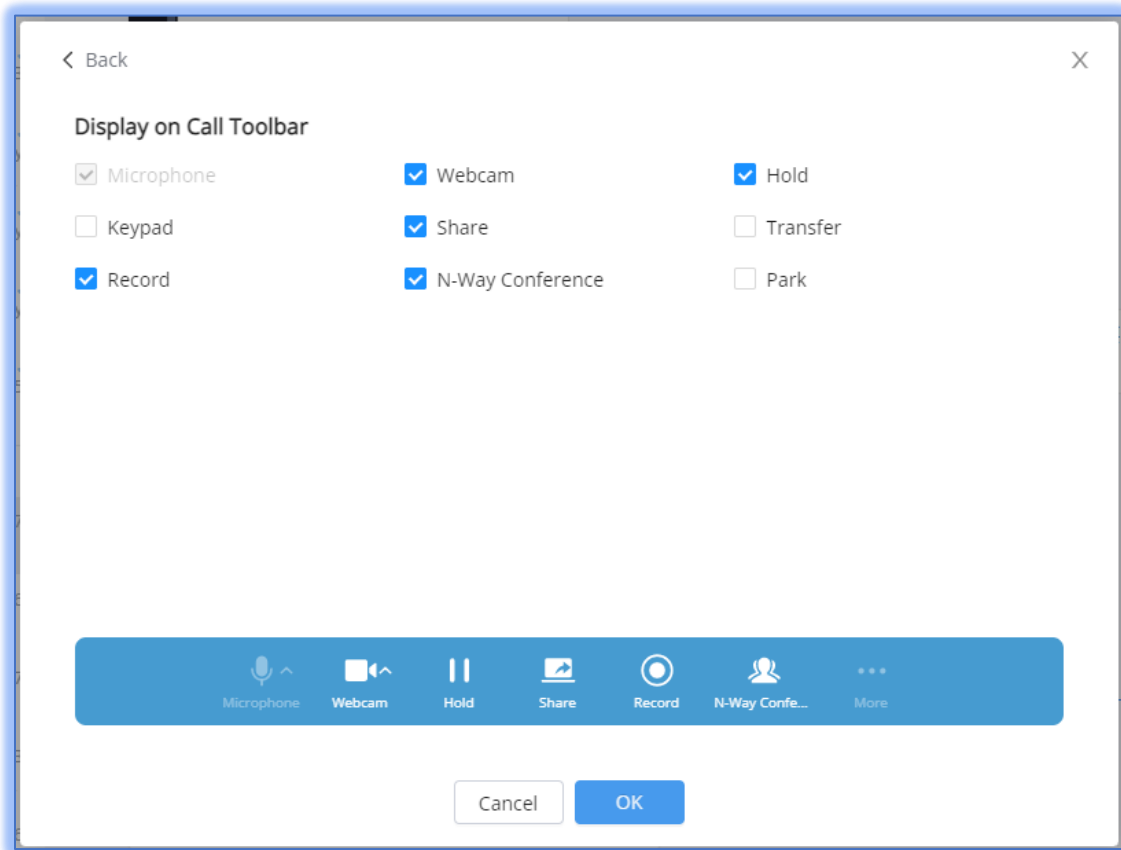 Back
X
Display on Call Toolbar
Microphone Webcam Hold
Keypad Share Transfer
Record N-Way Conference Park
Microphone Webcam Hold Share Record N-Way Confe... More
Cancel OK